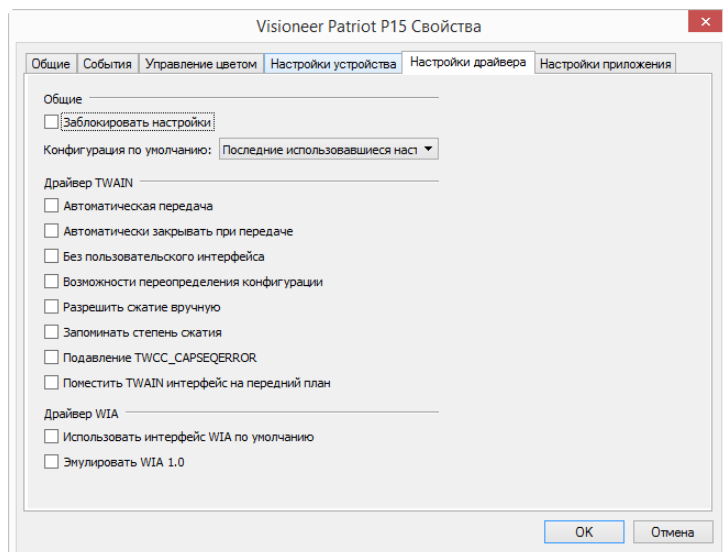 Visioneer Patriot P15 Свойства
Общие События Управление цветом Настройки устройства Настройки драйвера Настройки приложения
Общие
Заблокировать настройки
Конфигурация по умолчанию: Последние использовавшиеся наст
Драйвер TWAIN
Автоматическая передача
Автоматически закрывать при передаче
Без пользовательского интерфейса
Возможности переопределения конфигурации
Разрешить сжатие вручную
Запоминать степень сжатия
Подавление TWCC_CAPSEQERROR
Поместить TWAIN интерфейс на передний план
Драйвер WIA
Использовать интерфейс WIA по умолчанию
Эмулировать WIA 1.0
OK Отмена